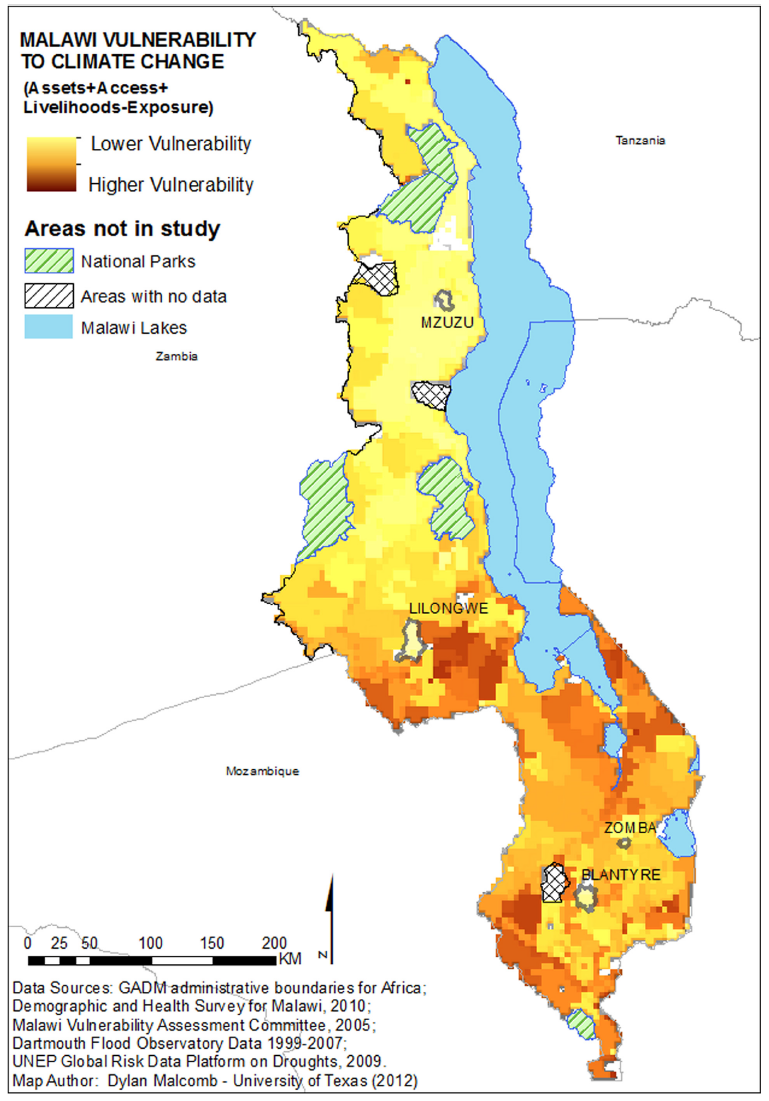 MALAWI VULNERABILITY
TO CLIMATE CHANGE
(Assets+Access+
Livelihoods-Exposure)
Lower Vulnerability
Higher Vulnerability
Areas not in study
National Parks
Areas with no data
Malawi Lakes
Tanzania
Zambia
MZUZU
LILONGWE
Mozambique
ZOMBA
BLANTYRE
0 25 50 100 150 200
KM
N
Data Sources: GADM administrative boundaries for Africa;
Demographic and Health Survey for Malawi, 2010;
Malawi Vulnerability Assessment Committee, 2005;
Dartmouth Flood Observatory Data 1999-2007;
UNEP Global Risk Data Platform on Droughts, 2009.
Map Author: Dylan Malcomb - University of Texas (2012)